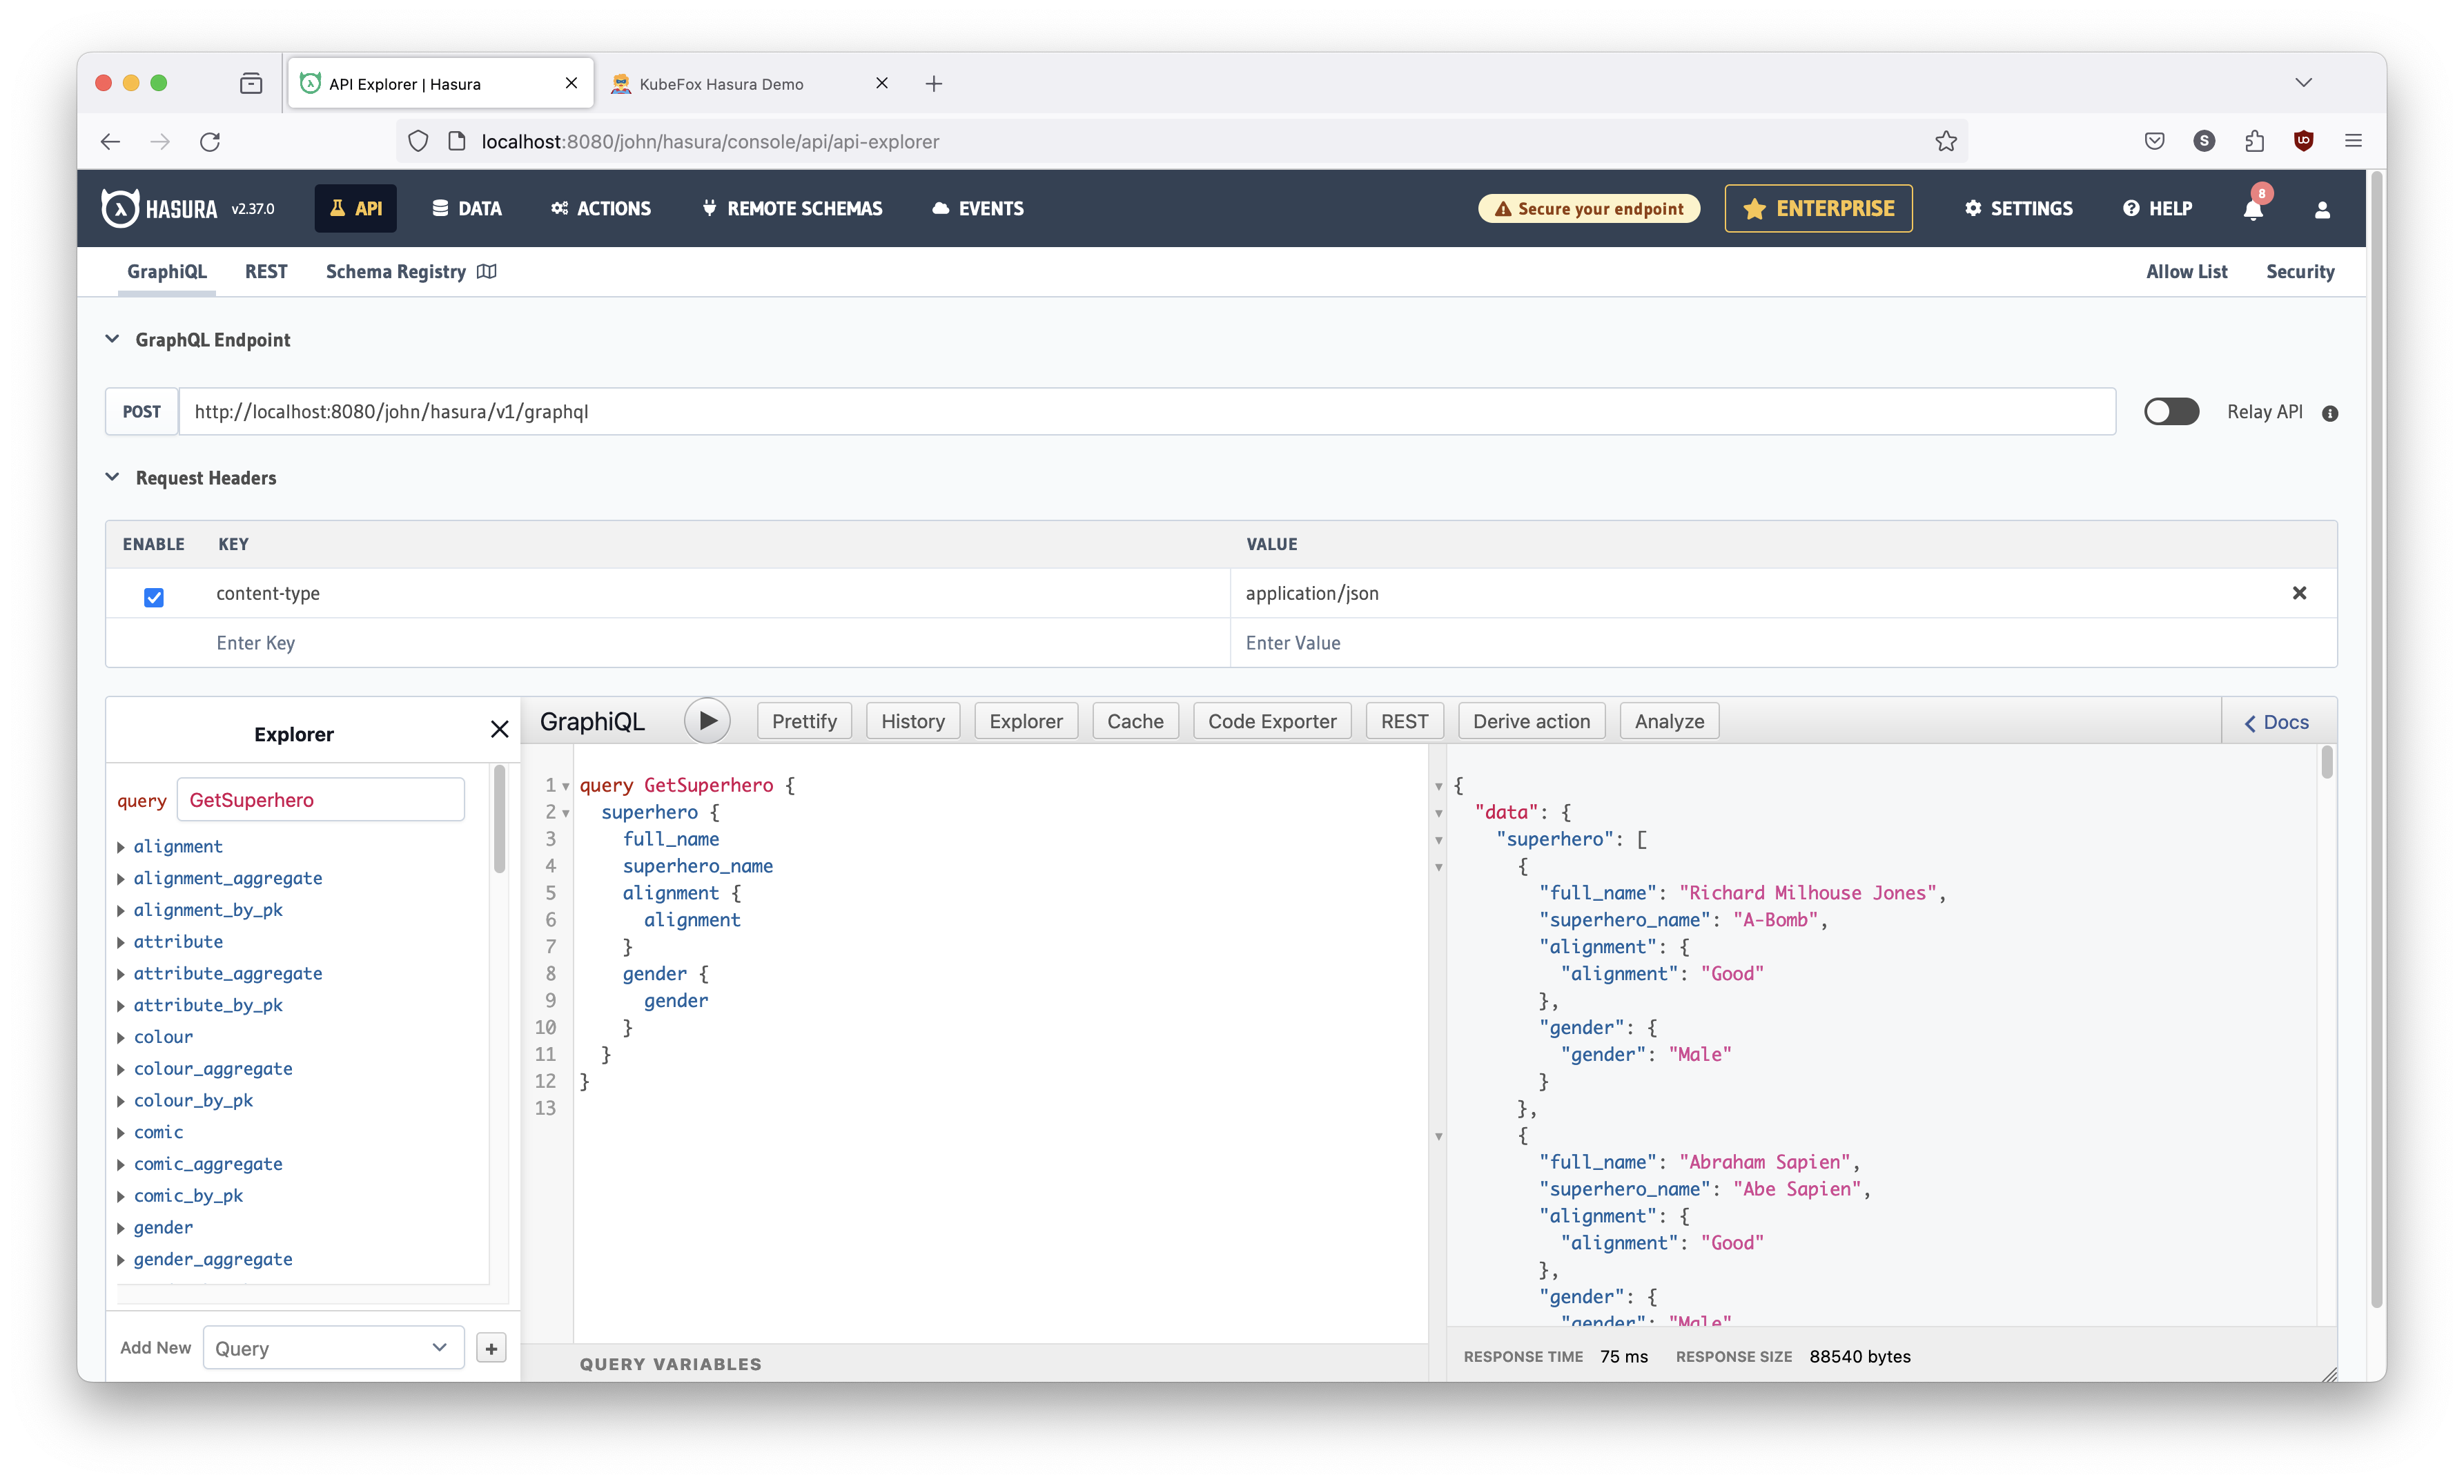 API Explorer | Hasura
KubeFox Hasura Demo
localhost:8080/john/hasura/console/api/api-explorer
S
HASURA v2.37.0
API
DATA
ACTIONS
REMOTE SCHEMAS
EVENTS
Secure your endpoint
ENTERPRISE
SETTINGS
HELP
8
GraphiQL
REST
Schema Registry
Allow List
Security
GraphQL Endpoint
POST
http://localhost:8080/john/hasura/v1/graphql
Relay API
Request Headers
ENABLE KEY VALUE
content-type application/json
Enter Key Enter Value
Explorer
query GetSuperhero
alignment
alignment_aggregate
alignment_by_pk
attribute
attribute_aggregate
attribute_by_pk
colour
colour_aggregate
colour_by_pk
comic
comic_aggregate
comic_by_pk
gender
gender_aggregate
Add New Query +
GraphiQL
Prettify
History
Explorer
Cache
Code Exporter
REST
Derive action
Analyze
Docs
1 query GetSuperhero {
2 superhero {
3 full_name
4 superhero_name
5 alignment {
6 alignment
7 }
8 gender {
9 gender
10 }
11 }
12 }
13
QUERY VARIABLES
{
"data": {
"superhero": [
{
"full_name": "Richard Milhouse Jones",
"superhero_name": "A-Bomb",
"alignment": {
"alignment": "Good"
},
"gender": {
"gender": "Male"
}
},
{
"full_name": "Abraham Sapien",
"superhero_name": "Abe Sapien",
"alignment": {
"alignment": "Good"
},
"gender": {
"gender": "Male"
RESPONSE TIME 75 ms RESPONSE SIZE 88540 bytes